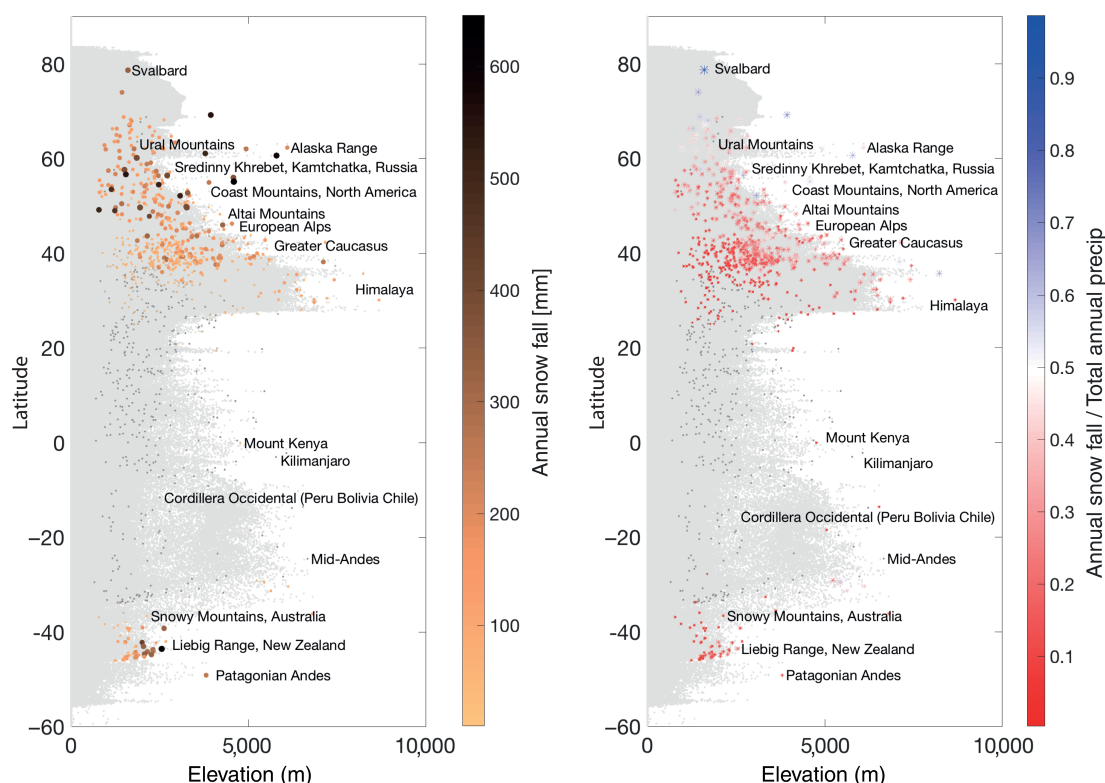 80
60
40
20
0
−20
−40
−60
Latitude
0
5,000
10,000
Elevation (m)
Svalbard
Ural Mountains
Alaska Range
Sredinny Khrebet, Kamtchatka, Russia
Coast Mountains, North America
Altai Mountains
European Alps
Greater Caucasus
Himalaya
Mount Kenya
Kilimanjaro
Cordillera Occidental (Peru Bolivia Chile)
Mid-Andes
Snowy Mountains, Australia
Liebig Range, New Zealand
Patagonian Andes
600
500
400
300
200
100
Annual snow fall [mm]
80
60
40
20
0
−20
−40
−60
Latitude
0
5,000
10,000
Elevation (m)
Svalbard
Ural Mountains
Alaska Range
Sredinny Khrebet, Kamtchatka, Russia
Coast Mountains, North America
Altai Mountains
European Alps
Greater Caucasus
Himalaya
Mount Kenya
Kilimanjaro
Cordillera Occidental (Peru Bolivia Chile)
Mid-Andes
Snowy Mountains, Australia
Liebig Range, New Zealand
Patagonian Andes
0.9
0.8
0.7
0.6
0.5
0.4
0.3
0.2
0.1
Annual snow fall / Total annual precip